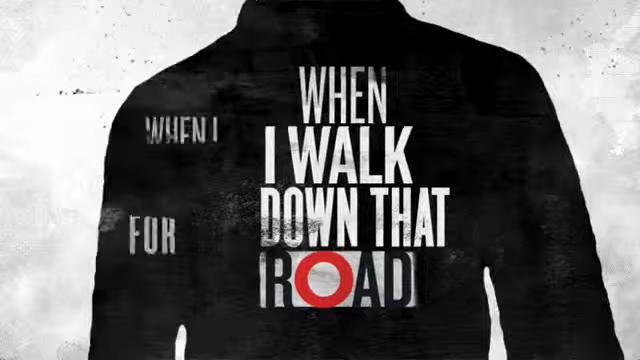 WHEN I
FOR
WHEN
I WALK
DOWN THAT
ROAD